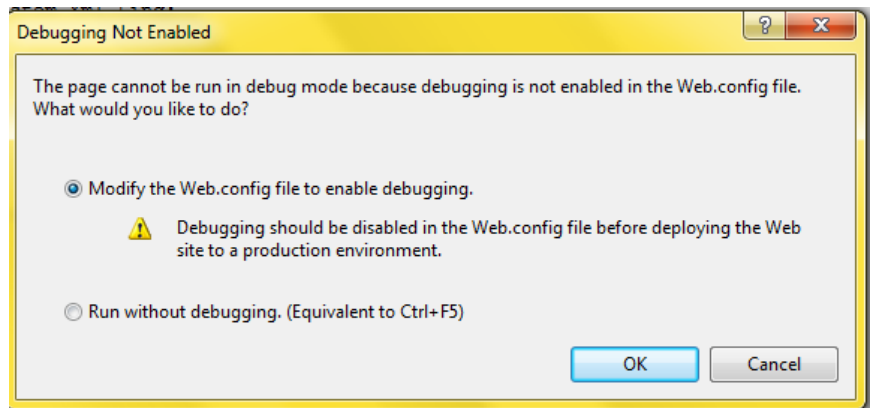 Debugging Not Enabled
?
The page cannot be run in debug mode because debugging is not enabled in the Web.config file.
What would you like to do?
Modify the Web.config file to enable debugging.
Debugging should be disabled in the Web.config file before deploying the Web
site to a production environment.
Run without debugging. (Equivalent to Ctrl+F5)
OK
Cancel